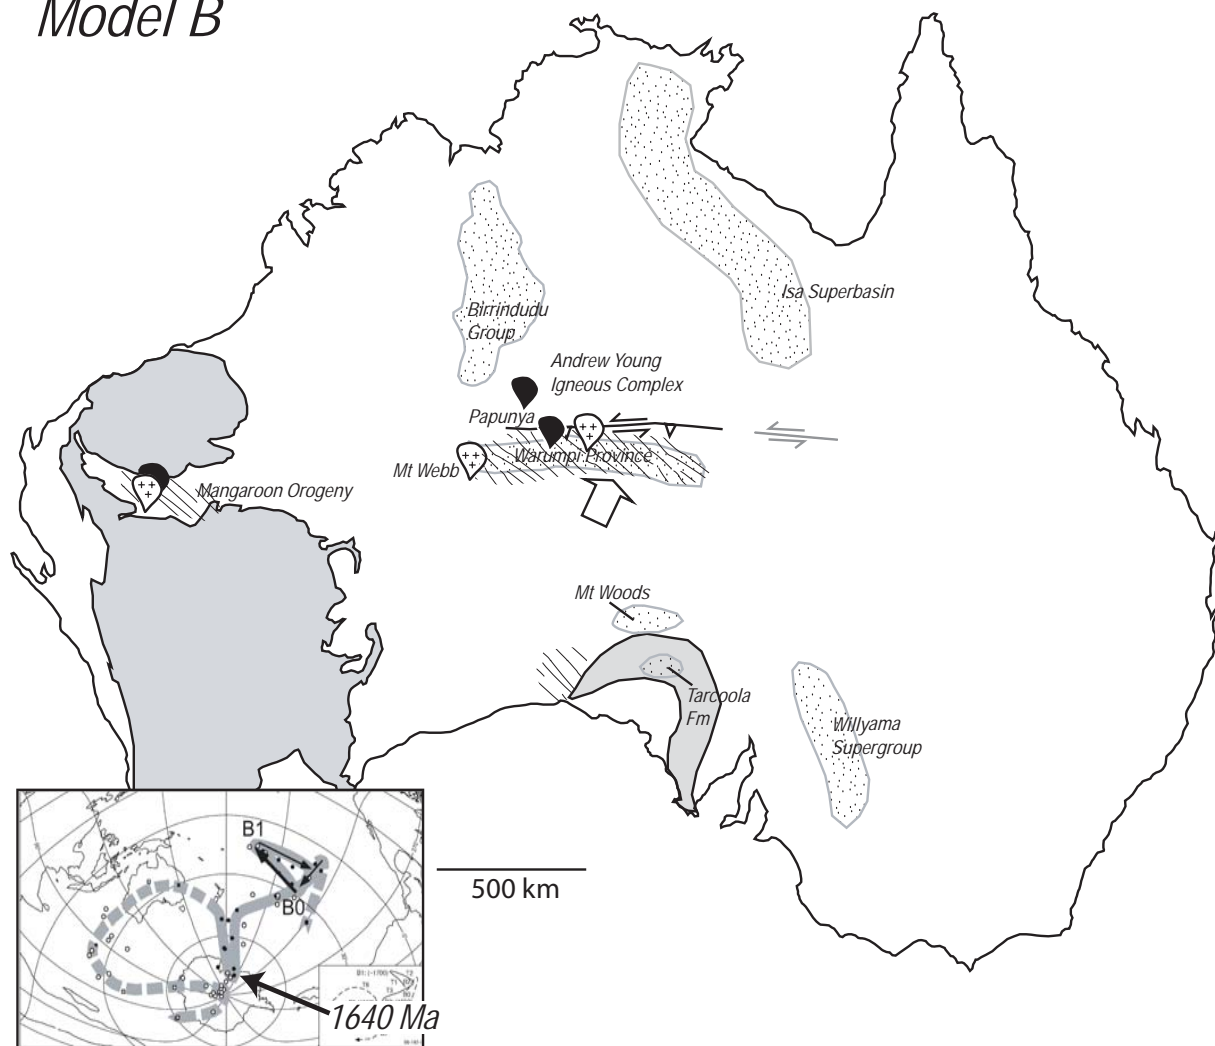 Model B
Isa Superbasin
Birrindudu
Group
Andrew Young
Igneous Complex
Papunya
Warumpi Province
Mt Webb
Mangaroon Orogeny
Mt Woods
Tarcoola
Fm
Willyama
Supergroup
B1
B0
500 km
1640 Ma